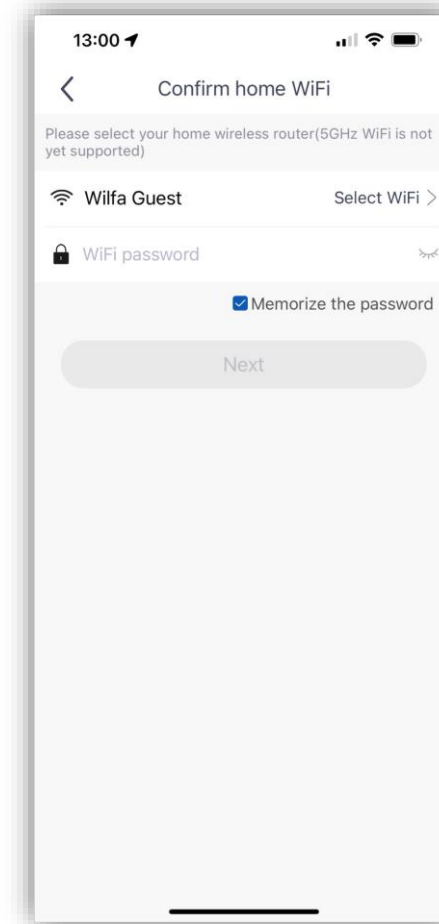 13:00
Confirm home WiFi
Please select your home wireless router(5GHz WiFi is not
yet supported)
Wilfa Guest Select WiFi >
WiFi password
Memorize the password
Next